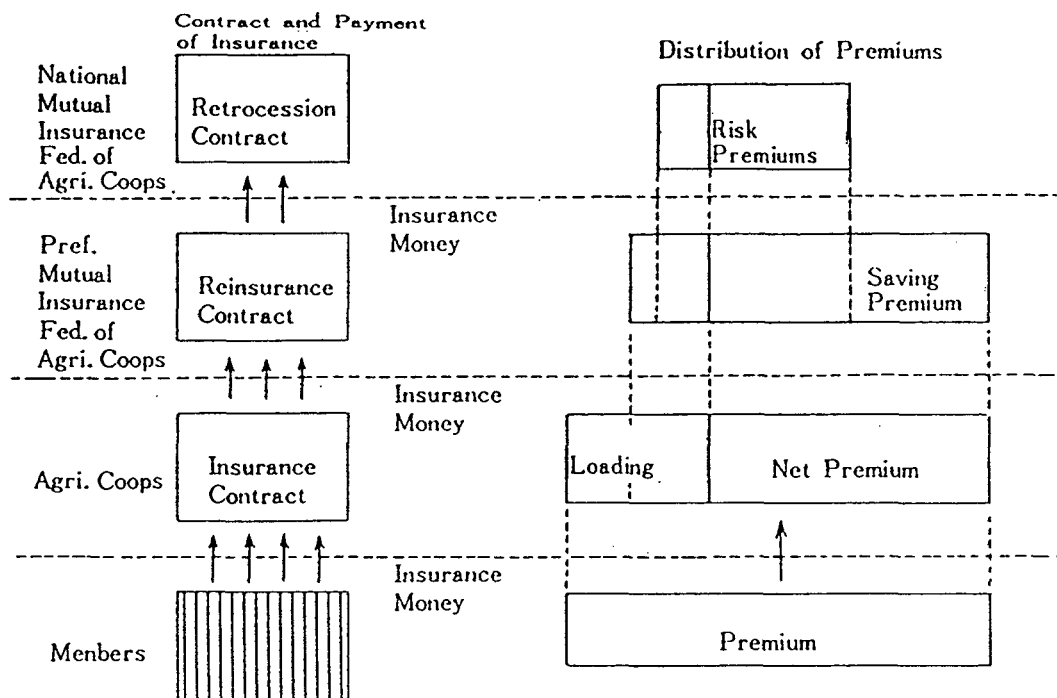 Contract and Payment
of Insurance
Distribution of Premiums
National
Mutual
Insurance
Fed. of
Agri. Coops
Retrocession
Contract
Risk
Premiums
Insurance
Money
Pref.
Mutual
Insurance
Fed. of
Agri. Coops
Reinsurance
Contract
Saving
Premium
Insurance
Money
Agri. Coops
Insurance
Contract
Loading
Net Premium
Insurance
Money
Menbers
Premium